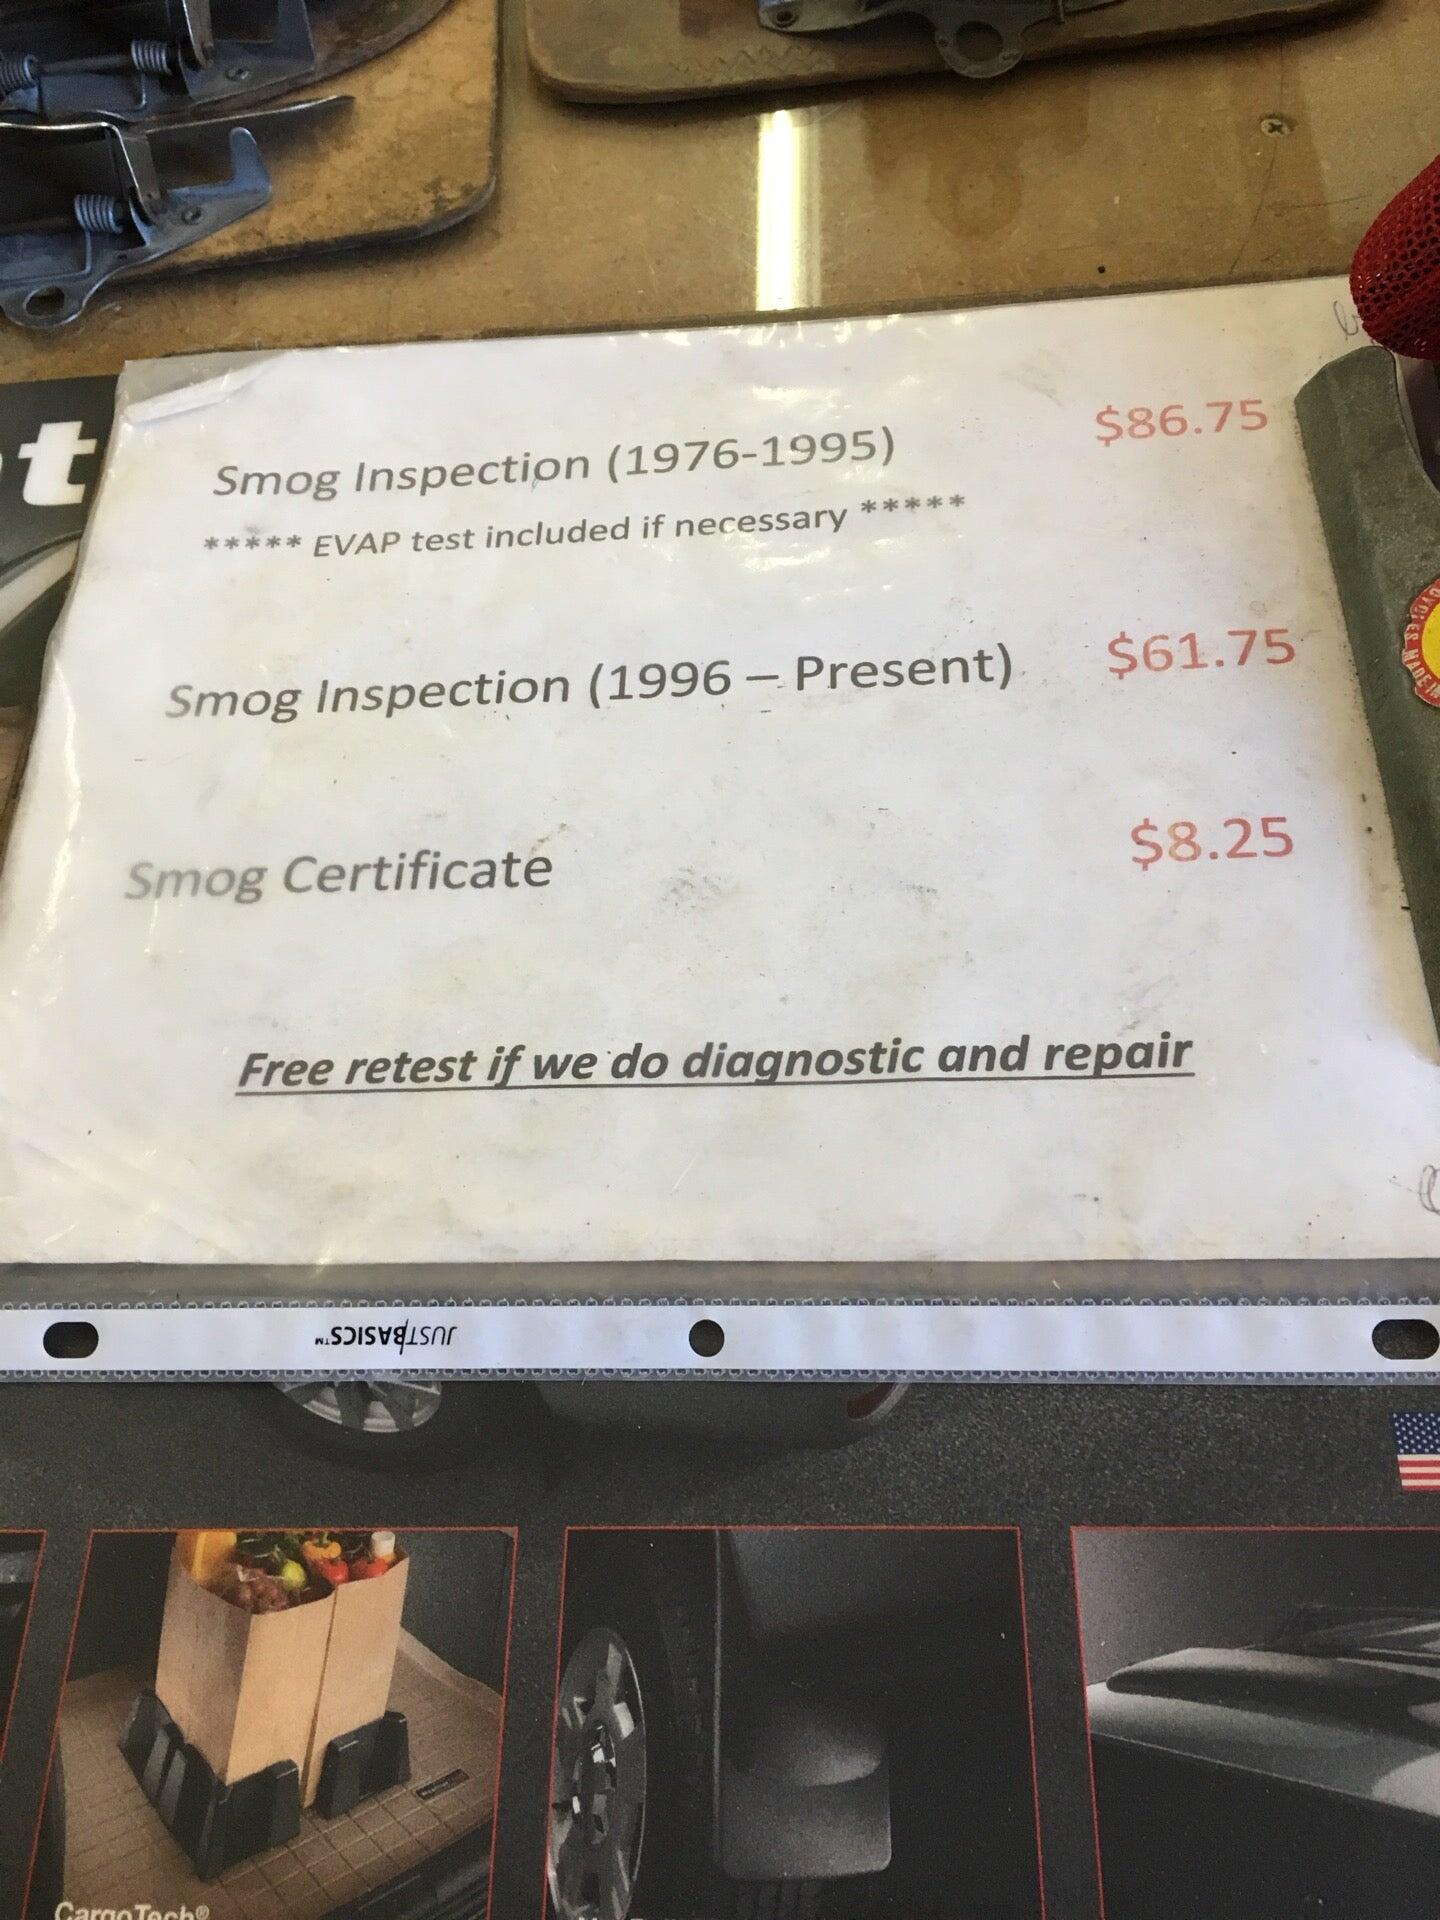 t
Smog Inspection (1976-1995) $86.75
***** EVAP test included if necessary *****
Smog Inspection (1996 – Present) $61.75
Smog Certificate $8.25
Free retest if we do diagnostic and repair
JUSTBASICS™
CargoTech®